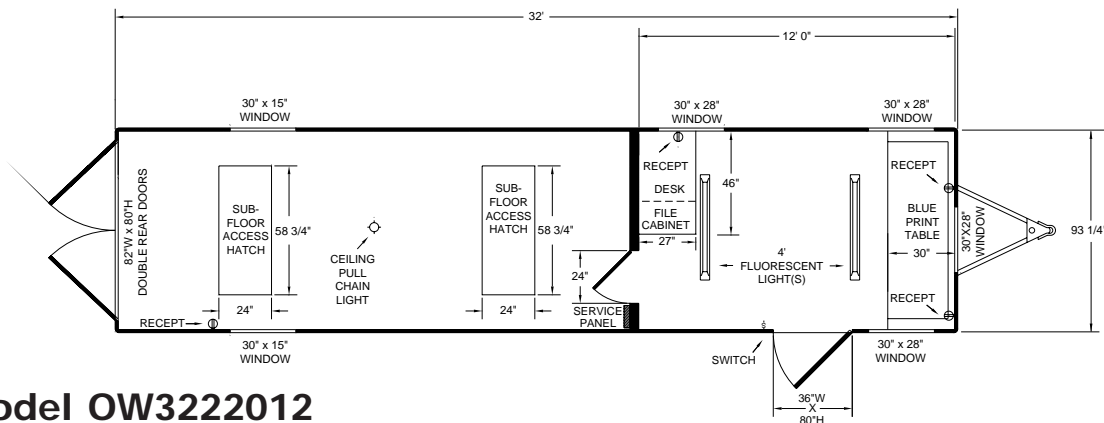 32'
12' 0"
30" x 15"
WINDOW
30" x 28"
WINDOW
30" x 28"
WINDOW
82"W x 80"H
DOUBLE REAR DOORS
SUB-
FLOOR
ACCESS
HATCH
58 3/4"
24"
CEILING
PULL
CHAIN
LIGHT
SUB-
FLOOR
ACCESS
HATCH
58 3/4"
24"
RECEPT
30" x 15"
WINDOW
24"
SERVICE
PANEL
RECEPT
DESK
FILE
CABINET
46"
27"
4'
FLUORESCENT
LIGHT(S)
RECEPT
BLUE
PRINT
TABLE
30"
RECEPT
30"X28"
WINDOW
93 1/4"
$
SWITCH
30" x 28"
WINDOW
36"W
X
80"H
odel OW3222012